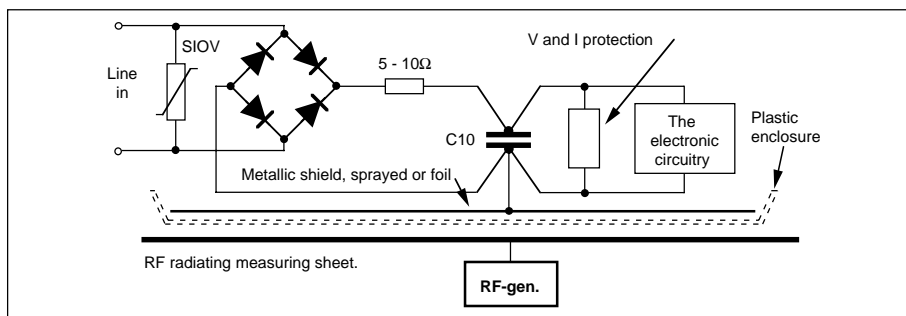 SIOV
Line
in
5 - 10Ω
V and I protection
C10
The
electronic
circuitry
Plastic
enclosure
Metallic shield, sprayed or foil
RF radiating measuring sheet.
RF-gen.